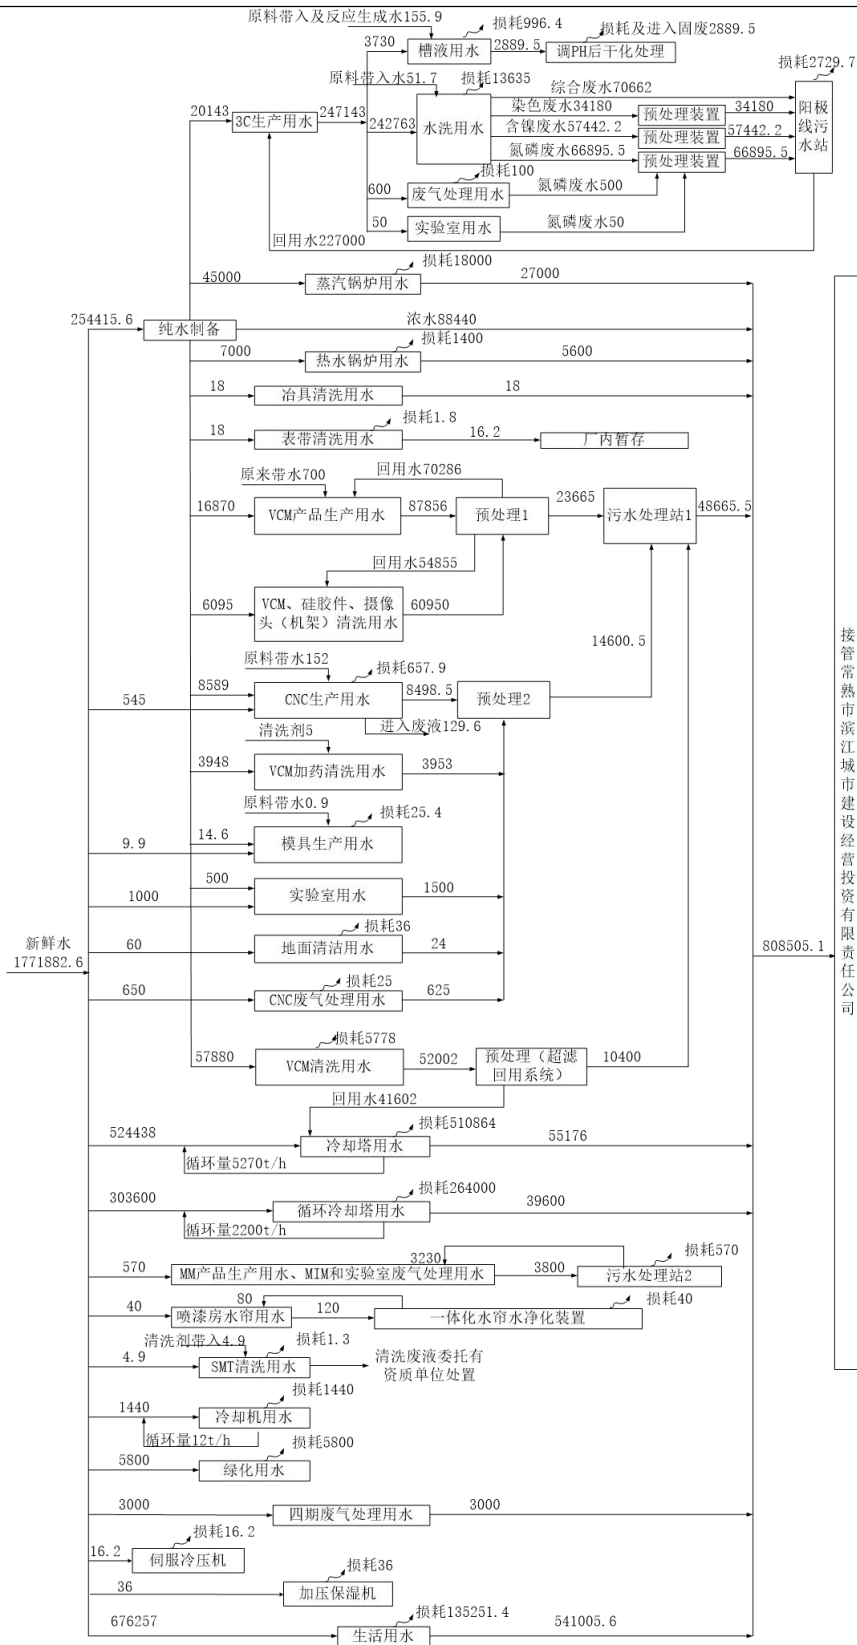 原料带入及反应生成水155.9
损耗996.4
损耗及进入固废2889.5
3730
槽液用水
2889.5
调PH后干化处理
损耗2729.7
原料带入水51.7
损耗13635
综合废水70662
20143
3C生产用水
247143
242763
水洗用水
染色废水34180
预处理装置
34180
阳极线污水站
含镍废水57442.2
预处理装置
57442.2
氮磷废水66895.5
预处理装置
66895.5
损耗100
600
废气处理用水
氮磷废水500
50
实验室用水
氮磷废水50
回用水227000
损耗18000
45000
蒸汽锅炉用水
27000
254415.6
纯水制备
浓水88440
损耗1400
7000
热水锅炉用水
5600
18
冶具清洗用水
18
损耗1.8
18
表带清洗用水
16.2
厂内暂存
原来带水700
回用水70286
16870
VCM产品生产用水
87856
预处理1
23665
污水处理站1
48665.5
回用水54855
6095
VCM、硅胶件、摄像
头（机架）清洗用水
60950
14600.5
原料带水152
损耗657.9
8589
545
CNC生产用水
8498.5
预处理2
进入废液129.6
清洗剂5
3948
VCM加药清洗用水
3953
原料带水0.9
损耗25.4
14.6
9.9
模具生产用水
500
1000
实验室用水
1500
损耗36
新鲜水
1771882.6
60
地面清洁用水
24
808505.1
接管常熟市滨江城市建设经营投资有限责任公司
损耗25
650
CNC废气处理用水
625
损耗5778
57880
VCM清洗用水
52002
预处理（超滤
回用系统）
10400
回用水41602
损耗510864
524438
冷却塔用水
55176
循环量5270t/h
损耗264000
303600
循环冷却塔用水
39600
循环量2200t/h
3230
损耗570
570
MM产品生产用水、MIM和实验室废气处理用水
3800
污水处理站2
80
损耗40
40
喷漆房水帘用水
120
一体化水帘水净化装置
清洗剂带入4.9
损耗1.3
4.9
SMT清洗用水
清洗废液委托有
资质单位处置
损耗1440
1440
冷却机用水
循环量12t/h
损耗5800
5800
绿化用水
3000
四期废气处理用水
3000
损耗16.2
16.2
伺服冷压机
损耗36
36
加压保湿机
损耗135251.4
676257
生活用水
541005.6